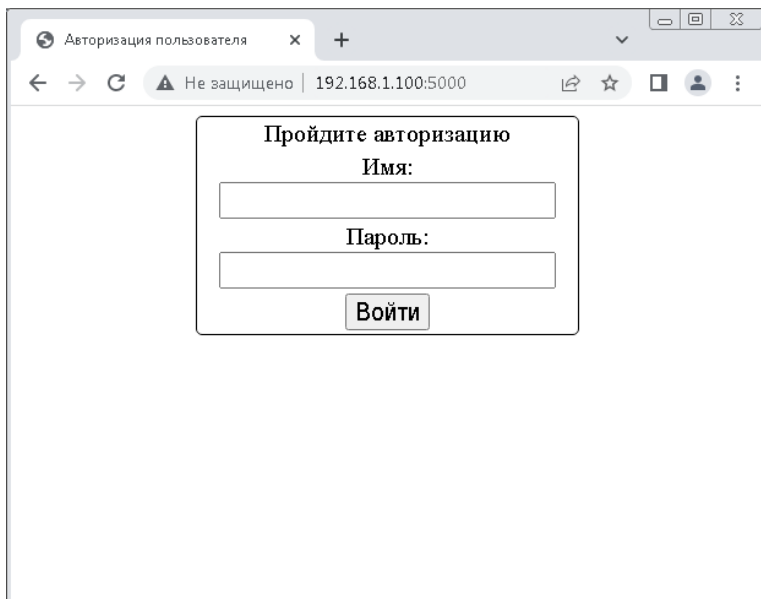 Авторизация пользователя
Не защищено | 192.168.1.100:5000
Пройдите авторизацию
Имя:
Пароль:
Войти